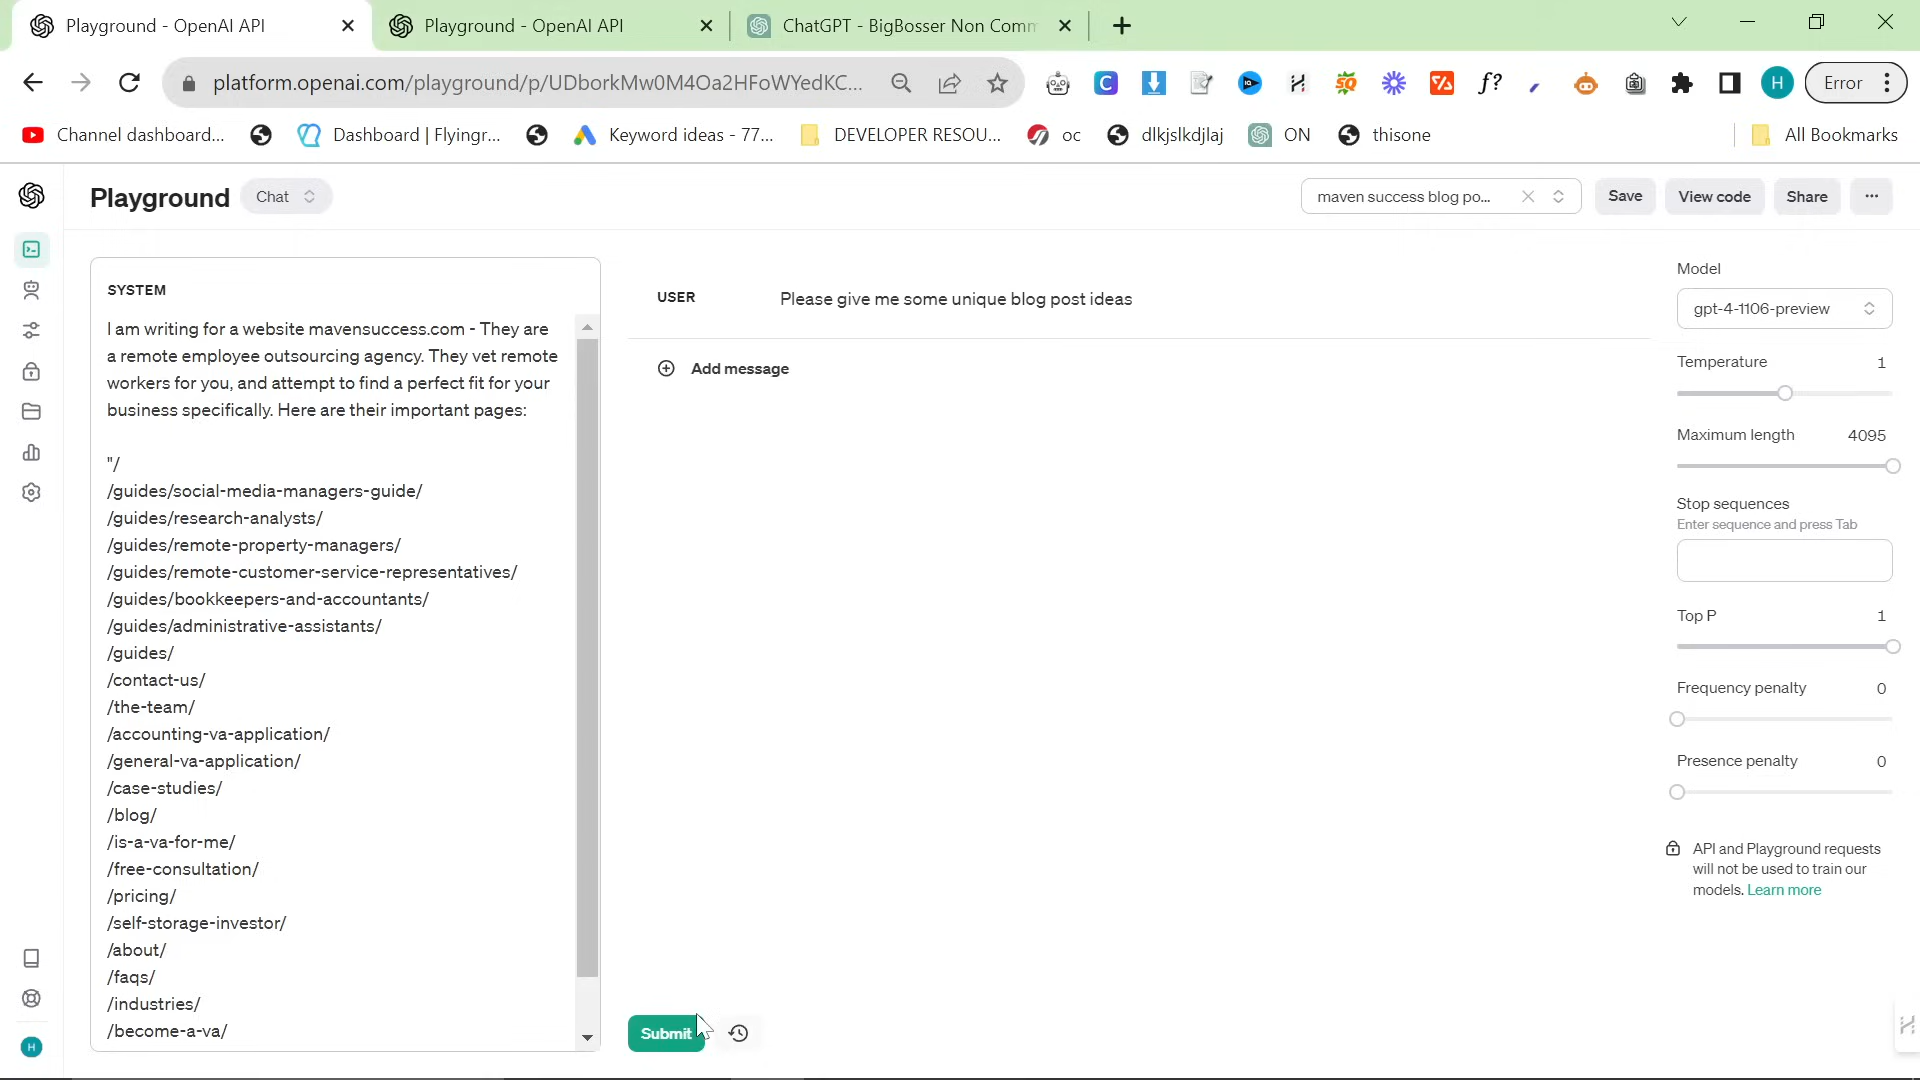 Playground - OpenAI API
Playground - OpenAI API
ChatGPT - BigBosser Non Comm
platform.openai.com/playground/p/UDborkMw0M4Oa2HFoWYedKC...
H
Error
Channel dashboard...
Dashboard | Flyingr...
Keyword ideas - 77...
DEVELOPER RESOU...
oc
dlkjslkdjlaj
ON
thisone
All Bookmarks
Playground
Chat
maven success blog po...
Save
View code
Share
SYSTEM
I am writing for a website mavensuccess.com - They are
a remote employee outsourcing agency. They vet remote
workers for you, and attempt to find a perfect fit for your
business specifically. Here are their important pages:
"/
/guides/social-media-managers-guide/
/guides/research-analysts/
/guides/remote-property-managers/
/guides/remote-customer-service-representatives/
/guides/bookkeepers-and-accountants/
/guides/administrative-assistants/
/guides/
/contact-us/
/the-team/
/accounting-va-application/
/general-va-application/
/case-studies/
/blog/
/is-a-va-for-me/
/free-consultation/
/pricing/
/self-storage-investor/
/about/
/faqs/
/industries/
/become-a-va/
USER
Please give me some unique blog post ideas
Add message
Submit
Model
gpt-4-1106-preview
Temperature 1
Maximum length 4095
Stop sequences
Enter sequence and press Tab
Top P 1
Frequency penalty 0
Presence penalty 0
API and Playground requests
will not be used to train our
models. Learn more
H